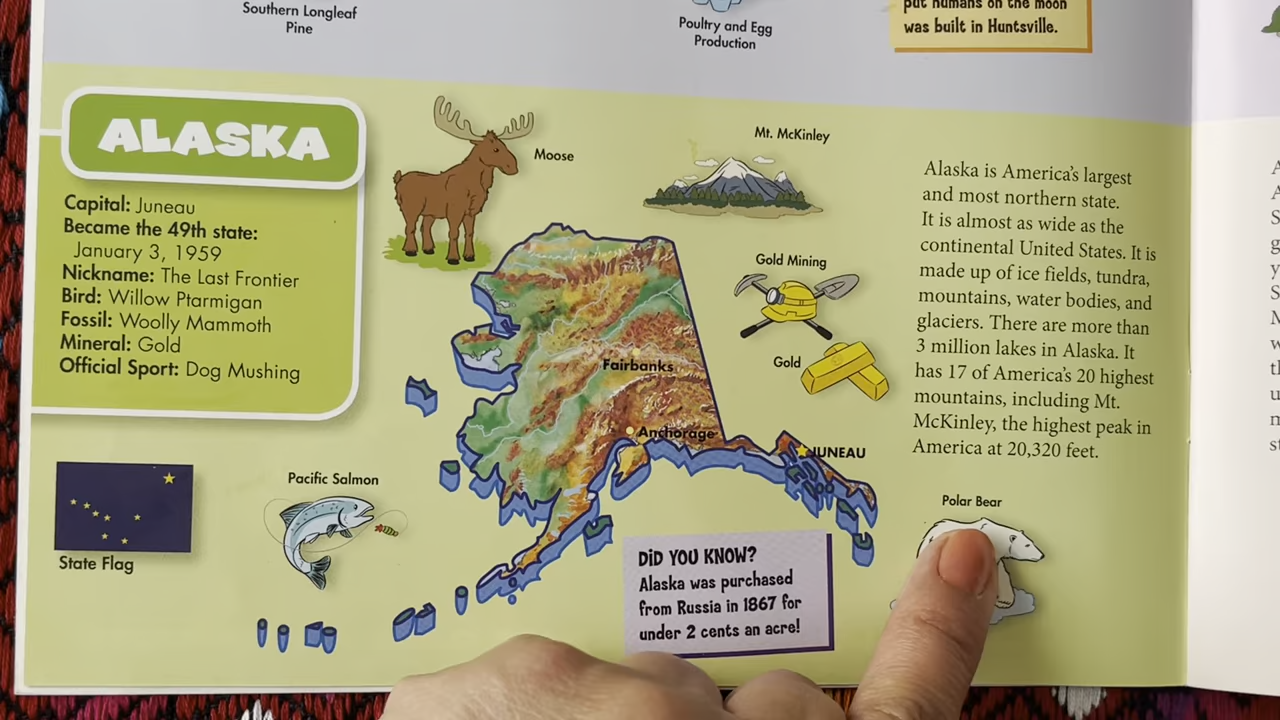 Southern Longleaf
Pine
Poultry and Egg
Production
put humans on the moon
was built in Huntsville.
ALASKA
Capital: Juneau
Became the 49th state:
January 3, 1959
Nickname: The Last Frontier
Bird: Willow Ptarmigan
Fossil: Woolly Mammoth
Mineral: Gold
Official Sport: Dog Mushing
State Flag
Pacific Salmon
Moose
Mt. McKinley
Gold Mining
Gold
Fairbanks
Anchorage
JUNEAU
DiD YOU KNOW?
Alaska was purchased
from Russia in 1867 for
under 2 cents an acre!
Alaska is America's largest
and most northern state.
It is almost as wide as the
continental United States. It is
made up of ice fields, tundra,
mountains, water bodies, and
glaciers. There are more than
3 million lakes in Alaska. It
has 17 of America's 20 highest
mountains, including Mt.
McKinley, the highest peak in
America at 20,320 feet.
Polar Bear